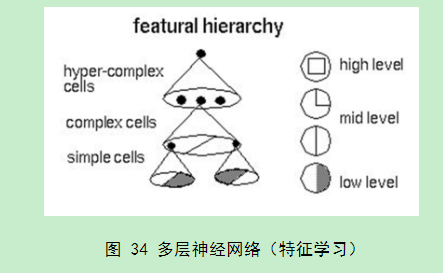 featural hierarchy
hyper-complex
cells
complex cells
simple cells
high level
mid level
low level
图 34 多层神经网络（特征学习）